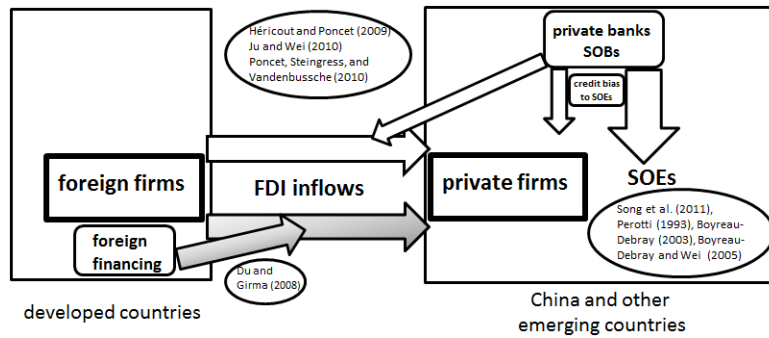 Héricout and Poncet (2009)
Ju and Wei (2010)
Poncet, Steingress, and
Vandenbussche (2010)
private banks
SOBs
credit bias
to SOEs
foreign firms
FDI inflows
private firms
SOEs
foreign
financing
Song et al. (2011),
Perotti (1993), Boyreau-
Debray (2003), Boyreau-
Debray and Wei (2005)
Du and
Girma (2008)
developed countries
China and other
emerging countries